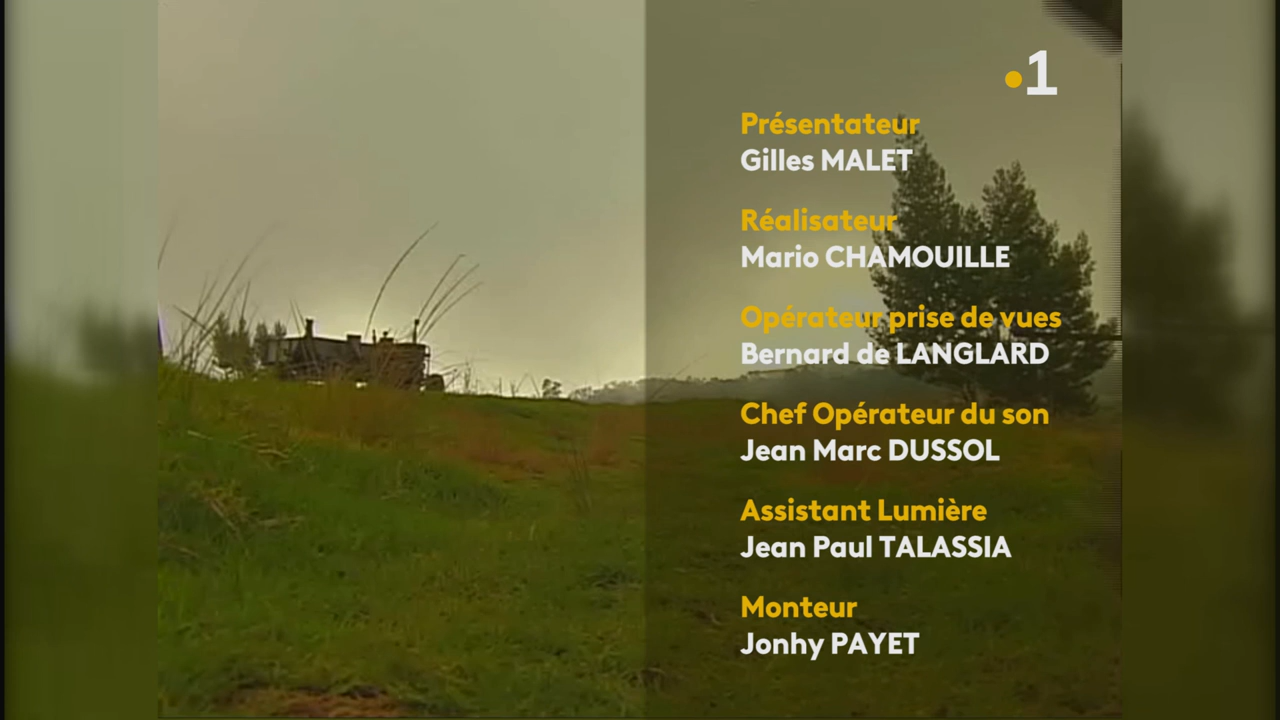 1
Présentateur
Gilles MALET
Réalisateur
Mario CHAMOUILLE
Opérateur prise de vues
Bernard de LANGLARD
Chef Opérateur du son
Jean Marc DUSSOL
Assistant Lumière
Jean Paul TALASSIA
Monteur
Jonhy PAYET